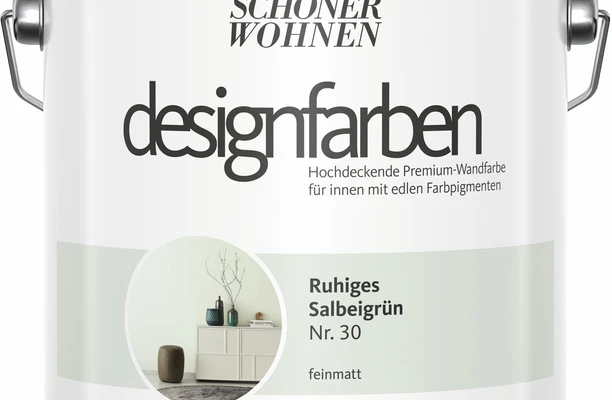 SCHÖNER
WOHNEN
designfarben
Hochdeckende Premium-Wandfarbe
für innen mit edlen Farbpigmenten
Ruhiges
Salbeigrün
Nr. 30
feinmatt